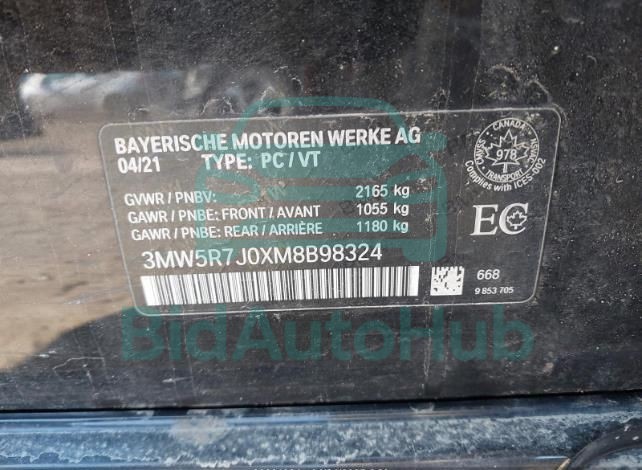 BAYERISCHE MOTOREN WERKE AG
04/21 TYPE: PC / VT
GVWR / PNBV: 2165 kg
GAWR / PNBE: FRONT / AVANT 1055 kg
GAWR / PNBE: REAR / ARRIÈRE 1180 kg
3MW5R7J0XM8B98324
CANADA
978
TRANSPORT
Complies with ICES-002
EC
668
9 853 705
BidAutoHub